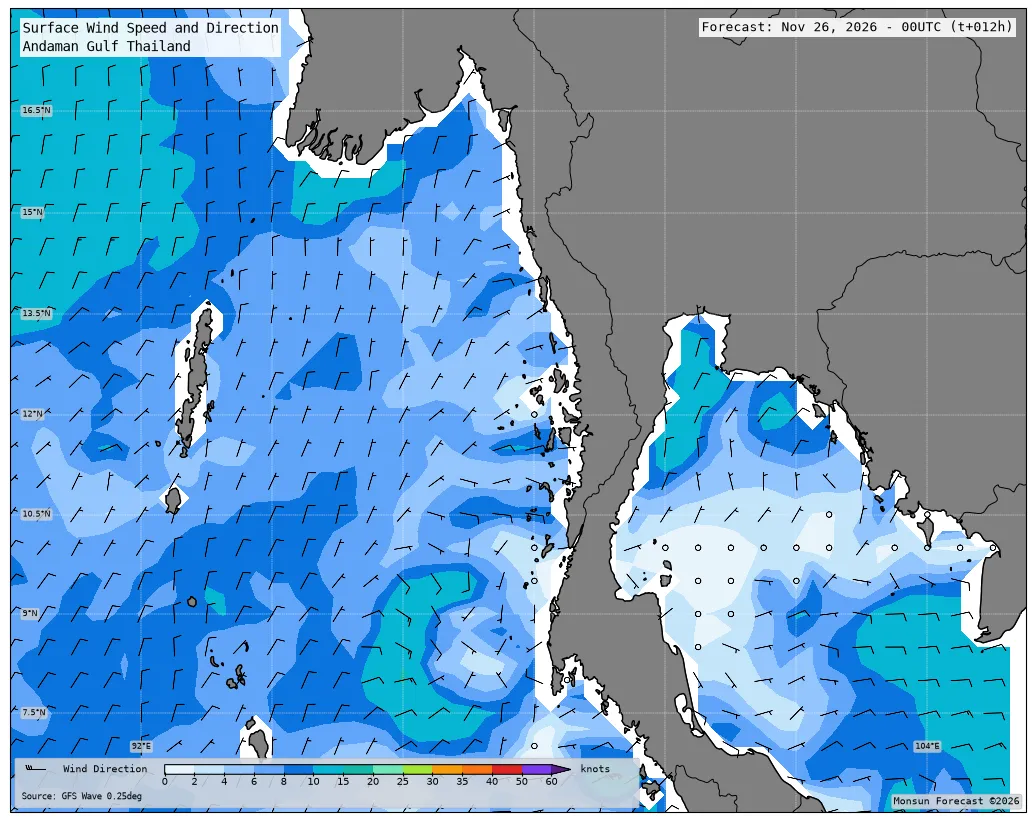 Surface Wind Speed and Direction
Andaman Gulf Thailand
Forecast: Nov 26, 2026 - 00UTC (t+012h)
16.5°N
15°N
13.5°N
12°N
10.5°N
9°N
7.5°N
92°E
104°E
Wind Direction
0 2 4 6 8 10 15 20 25 30 35 40 50 60
knots
Source: GFS Wave 0.25deg
Monsun Forecast ©2026